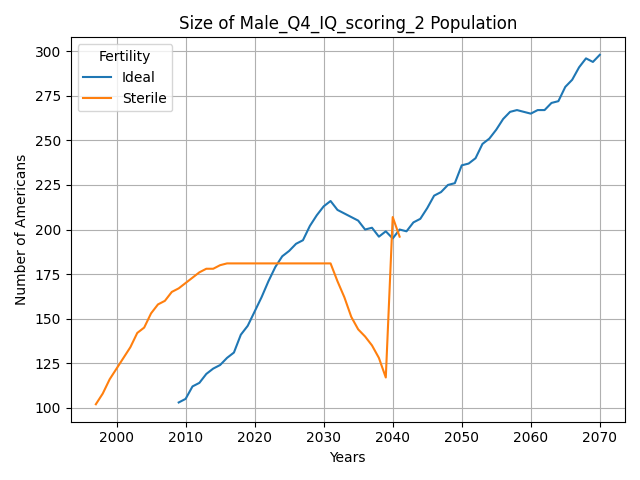 Size of Male_Q4_IQ_scoring_2 Population
Fertility
Ideal
Sterile
Number of Americans
300
275
250
225
200
175
150
125
100
2000
2010
2020
2030
2040
2050
2060
2070
Years